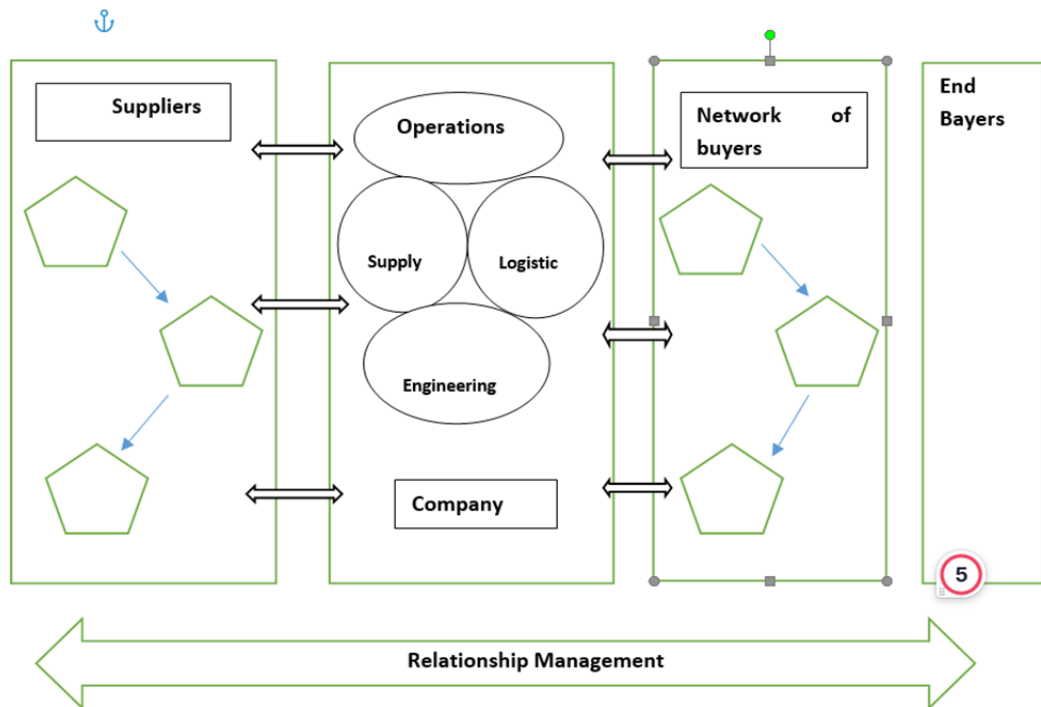 Suppliers
Operations
Supply
Logistic
Engineering
Company
Network of
buyers
End
Bayers
5
Relationship Management